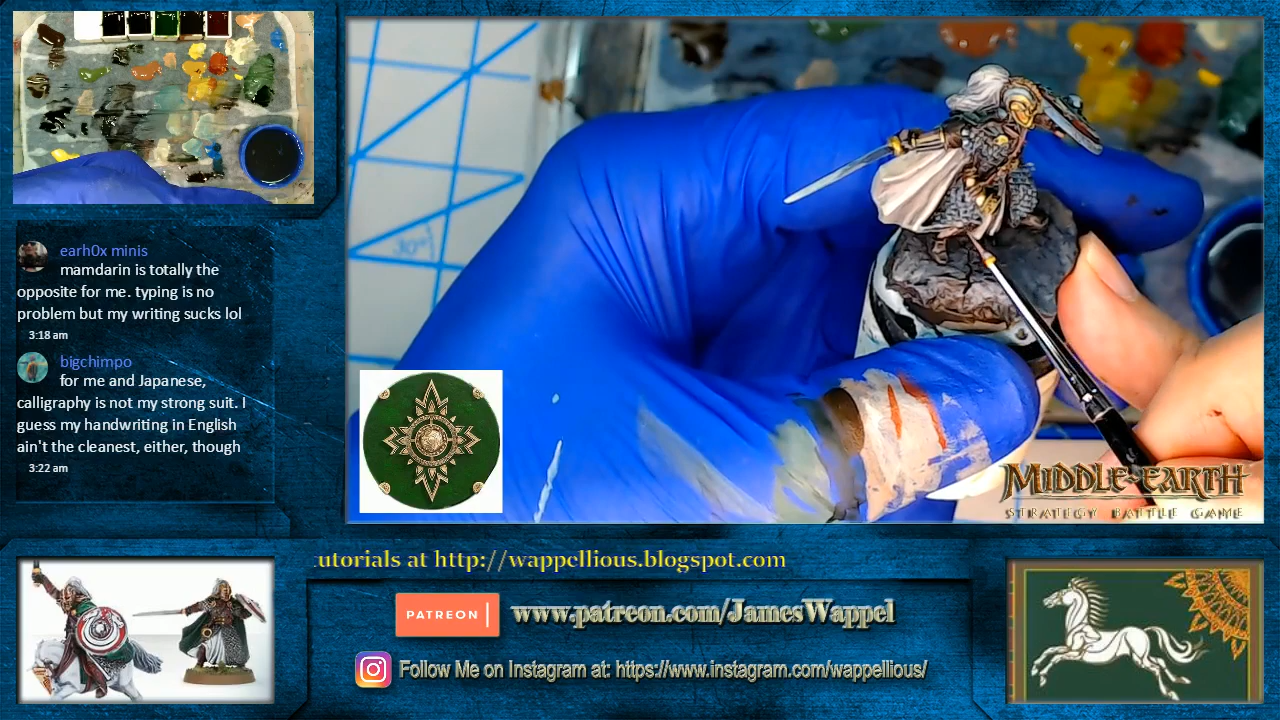 earh0x minis
mamdarin is totally the
opposite for me. typing is no
problem but my writing sucks lol
3:18 am
bigchimpo
for me and Japanese,
calligraphy is not my strong suit. I
guess my handwriting in English
ain't the cleanest, either, though
3:22 am
30°
MIDDLE-EARTH
STRATEGY BATTLE GAME
utorials at http://wappellious.blogspot.com
PATREON
www.patreon.com/JamesWappel
Follow Me on Instagram at: https://www.instagram.com/wappellious/